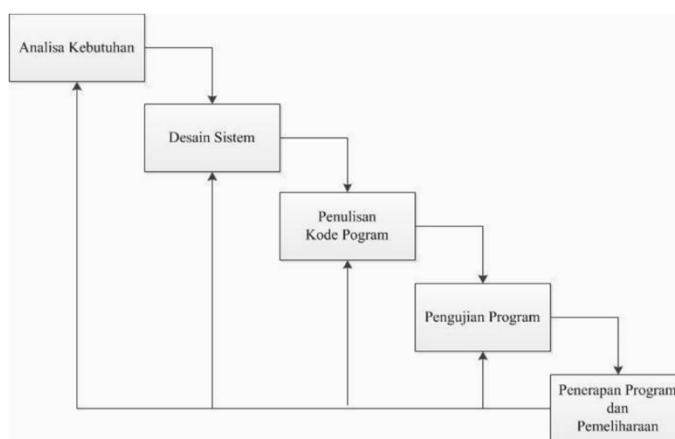 Analisa Kebutuhan
Desain Sistem
Penulisan
Kode Pogram
Pengujian Program
Penerapan Program
dan
Pemeliharaan